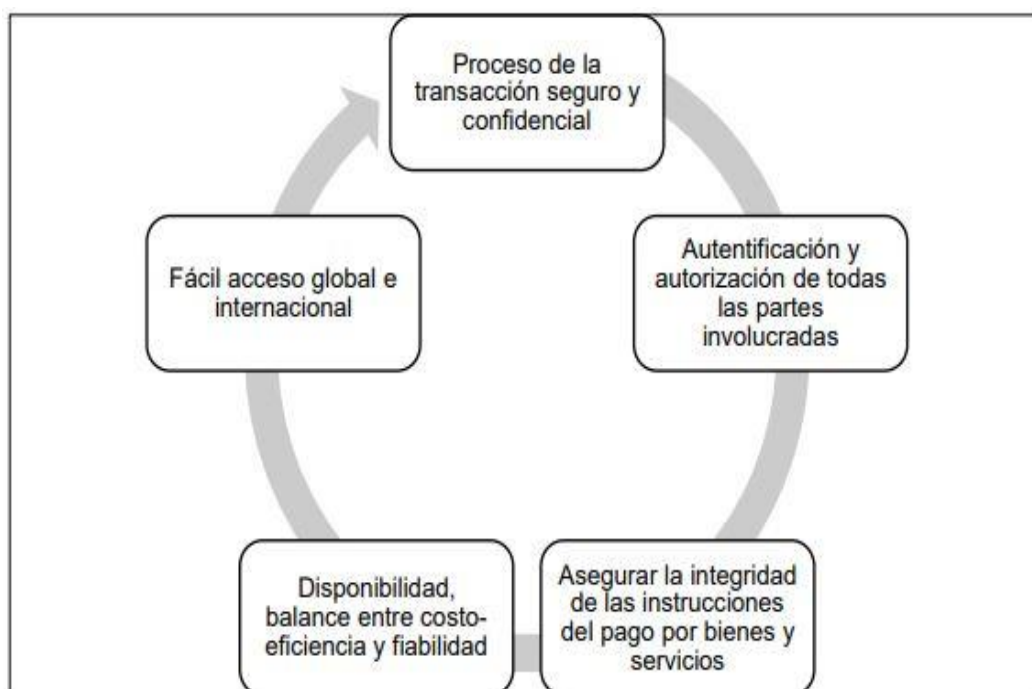 Proceso de la
transacción seguro y
confidencial
Autentificación y
autorización de todas
las partes
involucradas
Asegurar la integridad
de las instrucciones
del pago por bienes y
servicios
Disponibilidad,
balance entre costo-
eficiencia y fiabilidad
Fácil acceso global e
internacional